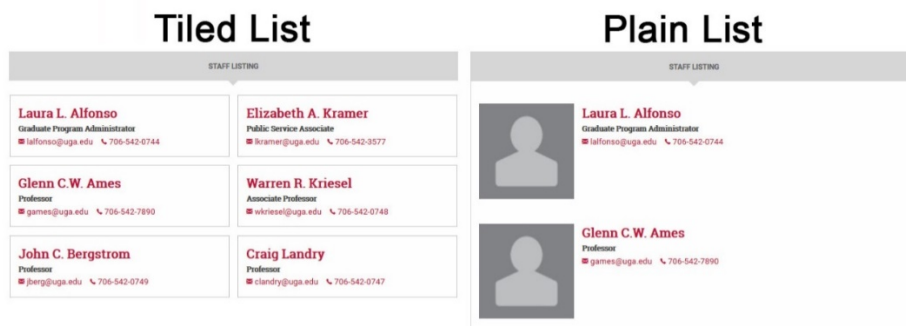 Tiled List
STAFF LISTING
Laura L. Alfonso
Graduate Program Administrator
lalfonso@uga.edu 706-542-0744
Elizabeth A. Kramer
Public Service Associate
lkramer@uga.edu 706-542-3577
Glenn C.W. Ames
Professor
games@uga.edu 706-542-7890
Warren R. Kriesel
Associate Professor
wkriesel@uga.edu 706-542-0748
John C. Bergstrom
Professor
jberg@uga.edu 706-542-0749
Craig Landry
Professor
clandry@uga.edu 706-542-0747
Plain List
STAFF LISTING
Laura L. Alfonso
Graduate Program Administrator
lalfonso@uga.edu 706-542-0744
Glenn C.W. Ames
Professor
games@uga.edu 706-542-7890